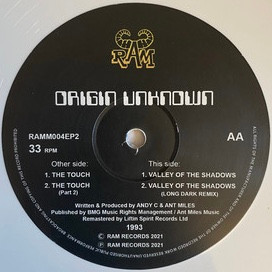 RAM
ORIGIN UNKNOWN
RAMM004EP2
33 RPM
AA
Other side:
1. THE TOUCH
2. THE TOUCH
(Part 2)
This side:
1. VALLEY OF THE SHADOWS
2. VALLEY OF THE SHADOWS
(LONG DARK REMIX)
Written & Produced by ANDY C & ANT MILES
Published by BMG Music Rights Management / Ant Miles Music
Remastered by Liftin Spirit Records Ltd
1993
Ⓟ RAM RECORDS 2021
© RAM RECORDS 2021